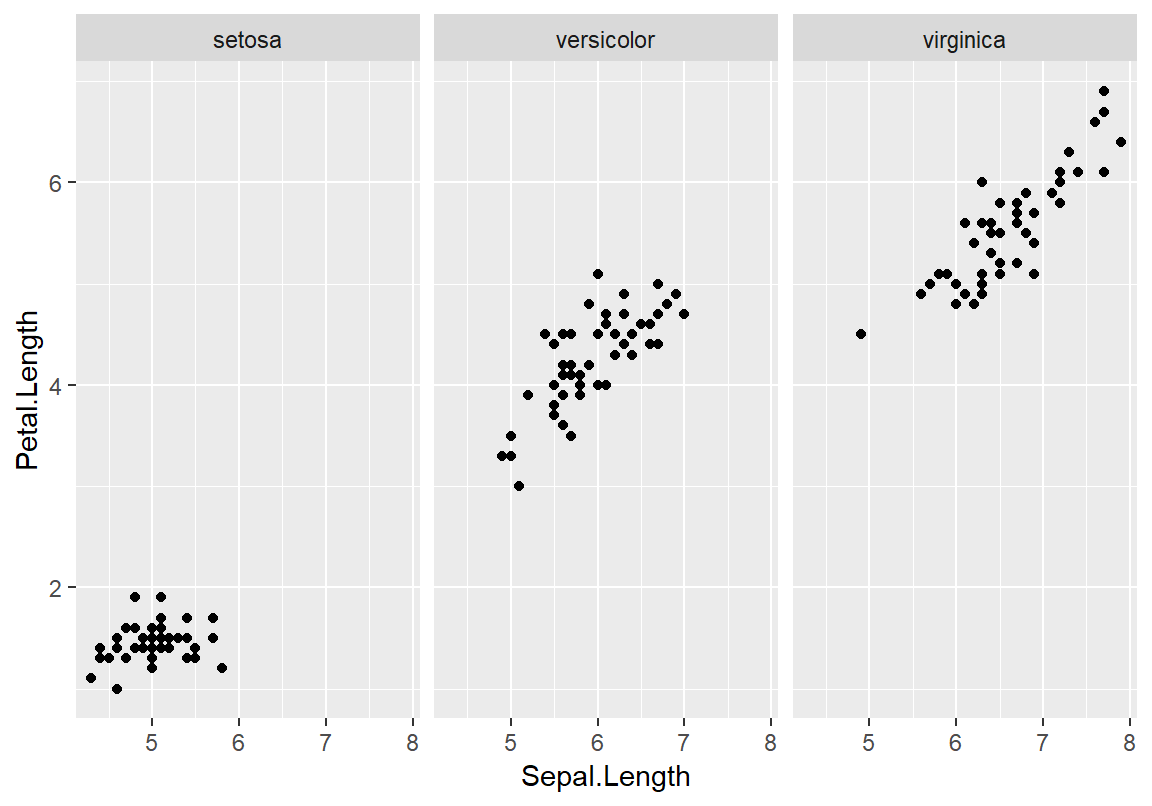 setosa versicolor virginica
6
4
2
Petal.Length
5 6 7 8 5 6 7 8 5 6 7 8
Sepal.Length